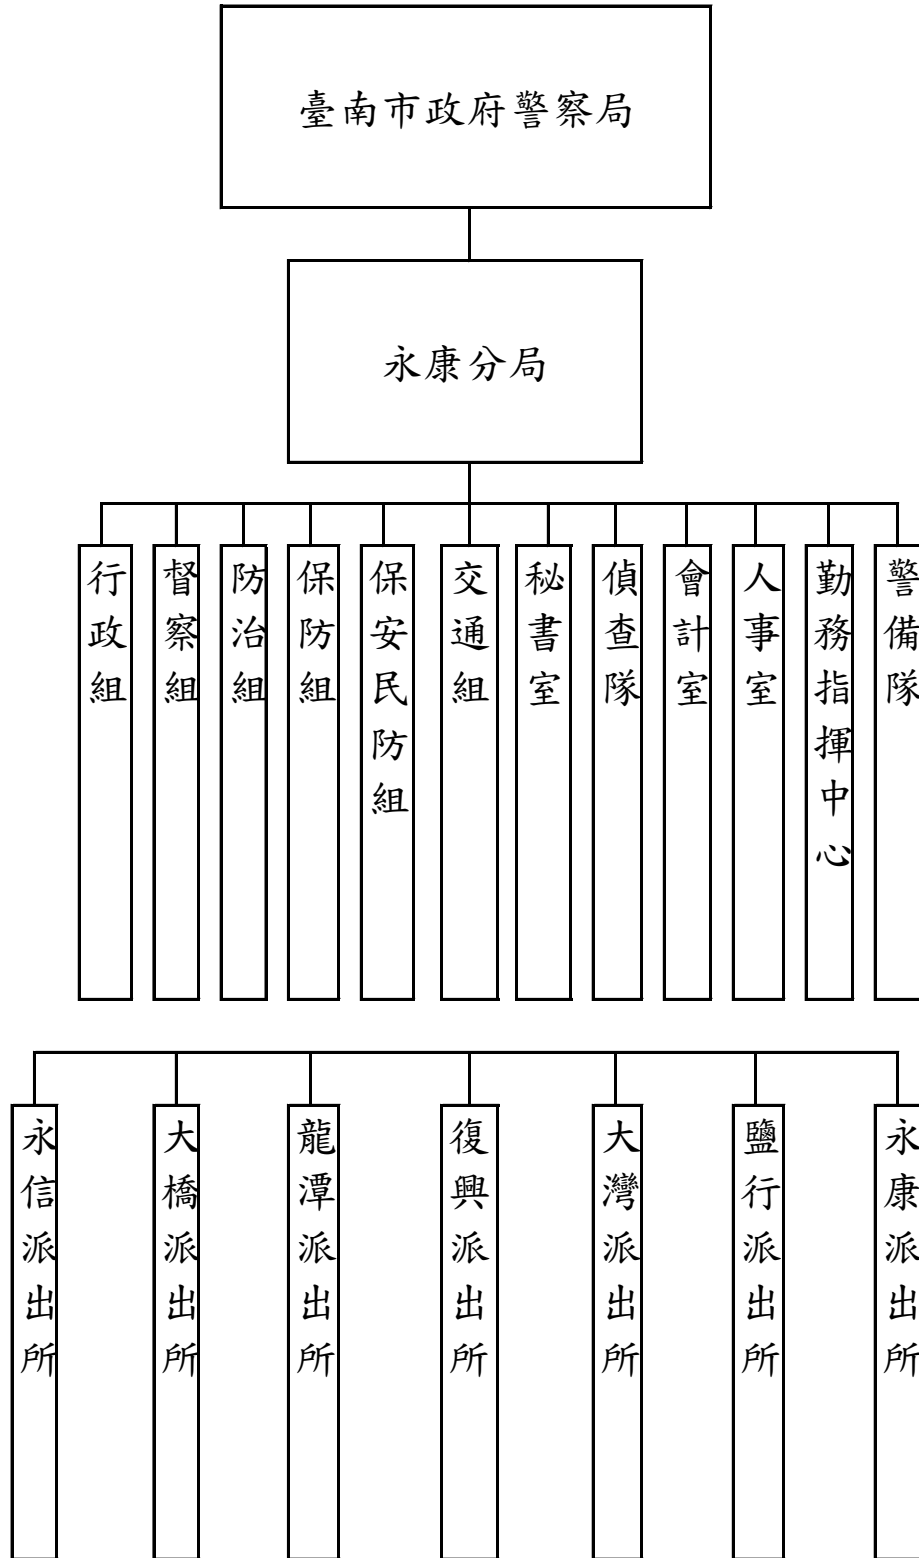 臺南市政府警察局
永康分局
行政組
督察組
防治組
保防組
保安民防組
交通組
秘書室
偵查隊
會計室
人事室
勤務指揮中心
警備隊
永信派出所
大橋派出所
龍潭派出所
復興派出所
大灣派出所
鹽行派出所
永康派出所